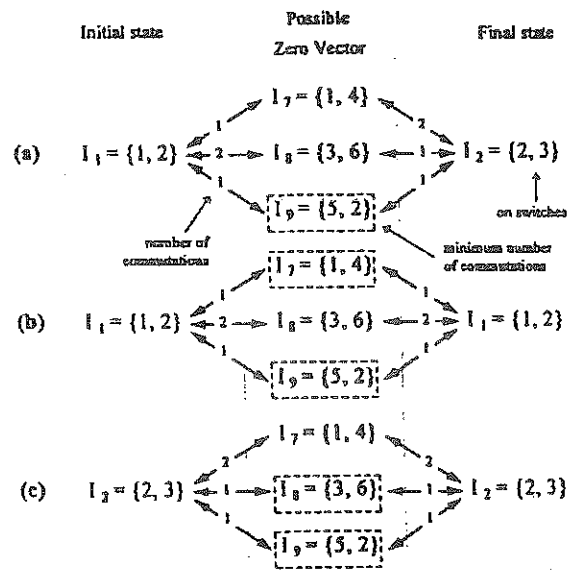 Initial state Possible Zero Vector Final state
I7 = {1, 4}
1 2
(a) I1 = {1, 2} 2 I8 = {3, 6} 1 I2 = {2, 3}
1 1
I9 = {5, 2}
on switches
number of commutations
minimum number of commutations
I7 = {1, 4}
1 1
(b) I1 = {1, 2} 2 I8 = {3, 6} 2 I1 = {1, 2}
1 1
I9 = {5, 2}
I7 = {1, 4}
2 2
(c) I2 = {2, 3} 1 I8 = {3, 6} 1 I2 = {2, 3}
1 1
I9 = {5, 2}